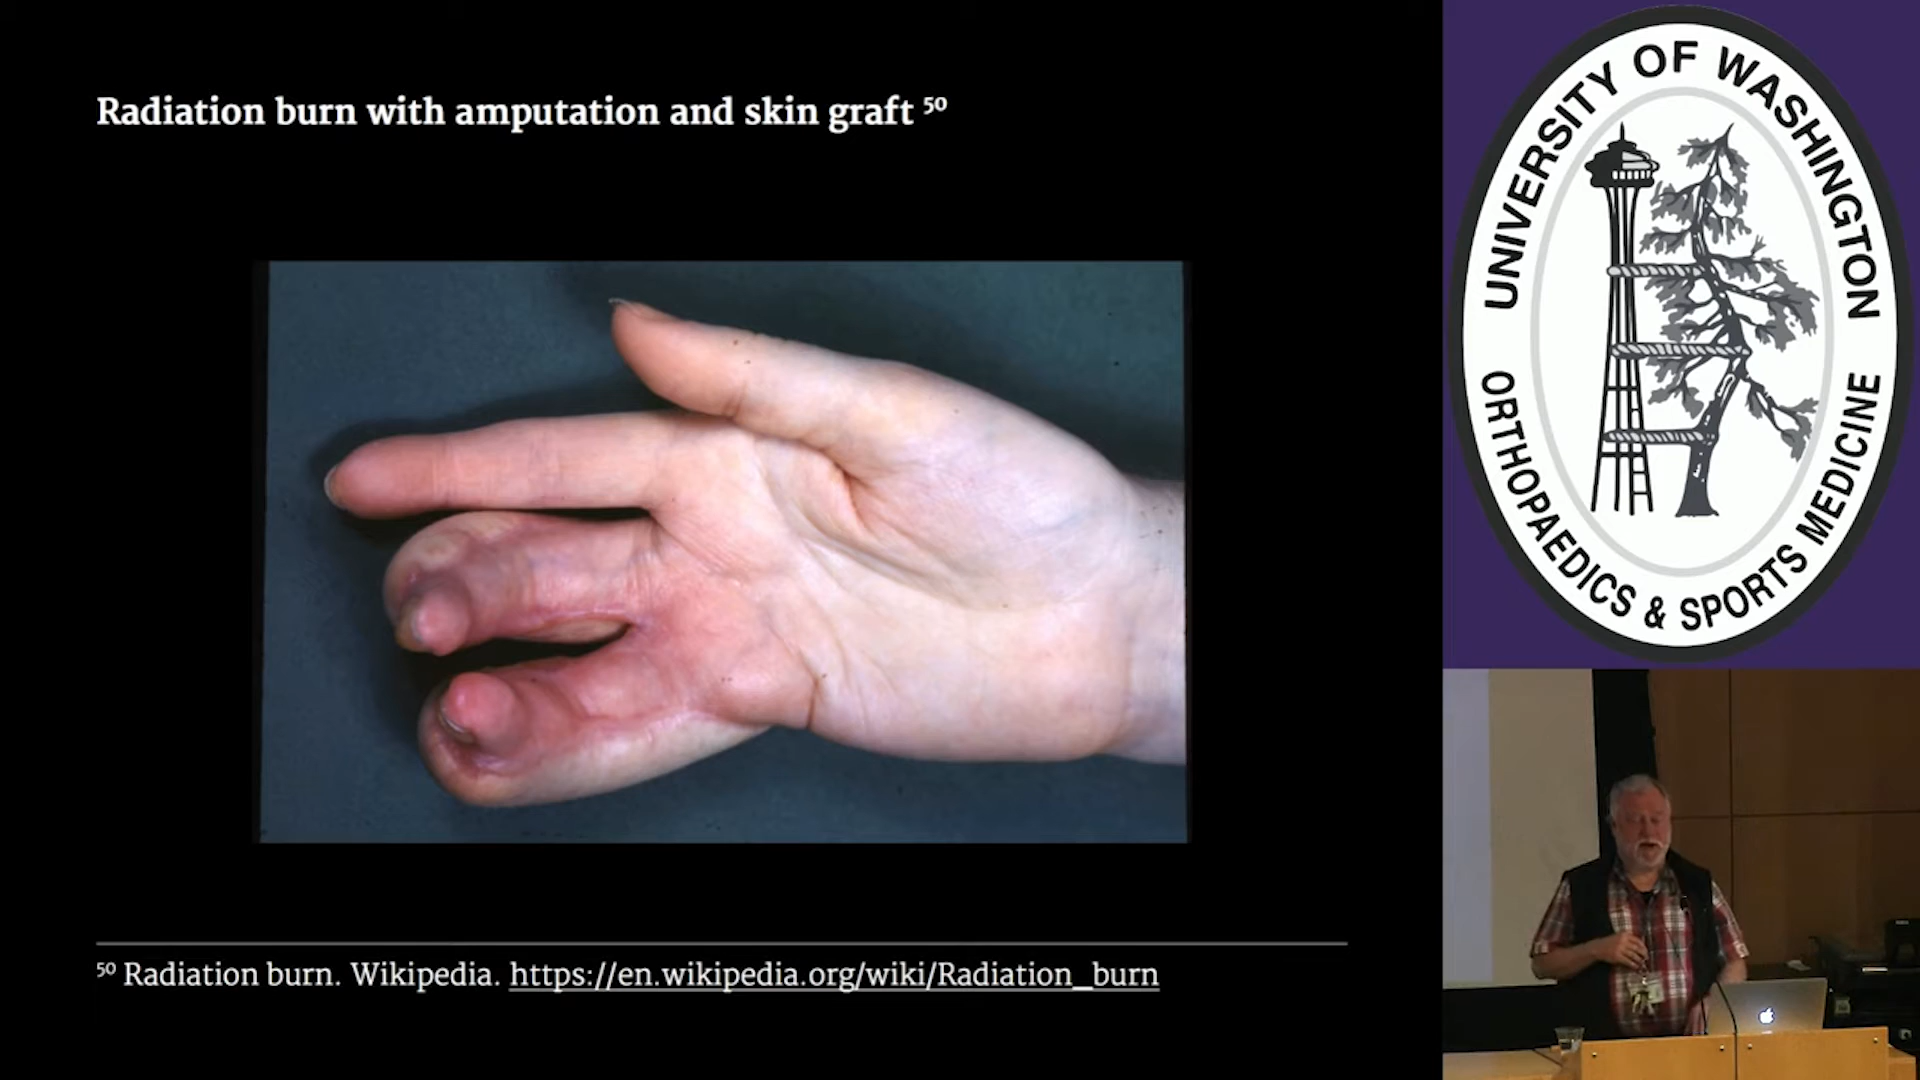 Radiation burn with amputation and skin graft ⁵⁰
⁵⁰ Radiation burn. Wikipedia. https://en.wikipedia.org/wiki/Radiation_burn
UNIVERSITY OF WASHINGTON
ORTHOPAEDICS & SPORTS MEDICINE